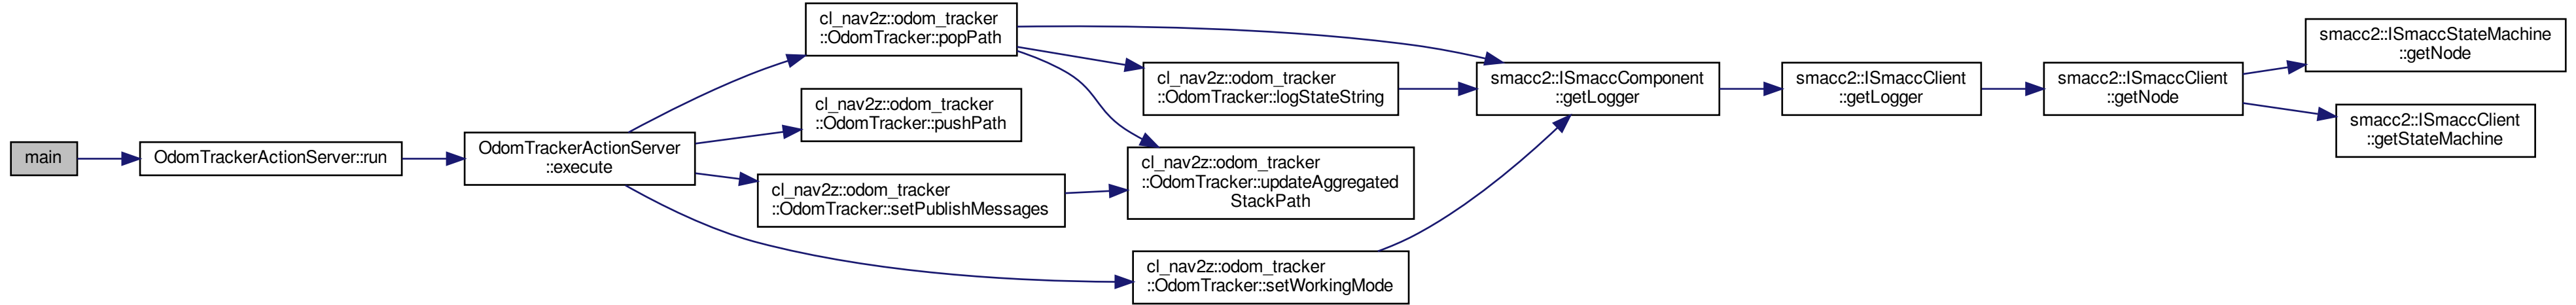 main
OdomTrackerActionServer::run
OdomTrackerActionServer
::execute
cl_nav2z::odom_tracker
::OdomTracker::popPath
cl_nav2z::odom_tracker
::OdomTracker::pushPath
cl_nav2z::odom_tracker
::OdomTracker::setPublishMessages
cl_nav2z::odom_tracker
::OdomTracker::logStateString
cl_nav2z::odom_tracker
::OdomTracker::updateAggregated
StackPath
cl_nav2z::odom_tracker
::OdomTracker::setWorkingMode
smacc2::ISmaccComponent
::getLogger
smacc2::ISmaccClient
::getLogger
smacc2::ISmaccClient
::getNode
smacc2::ISmaccStateMachine
::getNode
smacc2::ISmaccClient
::getStateMachine